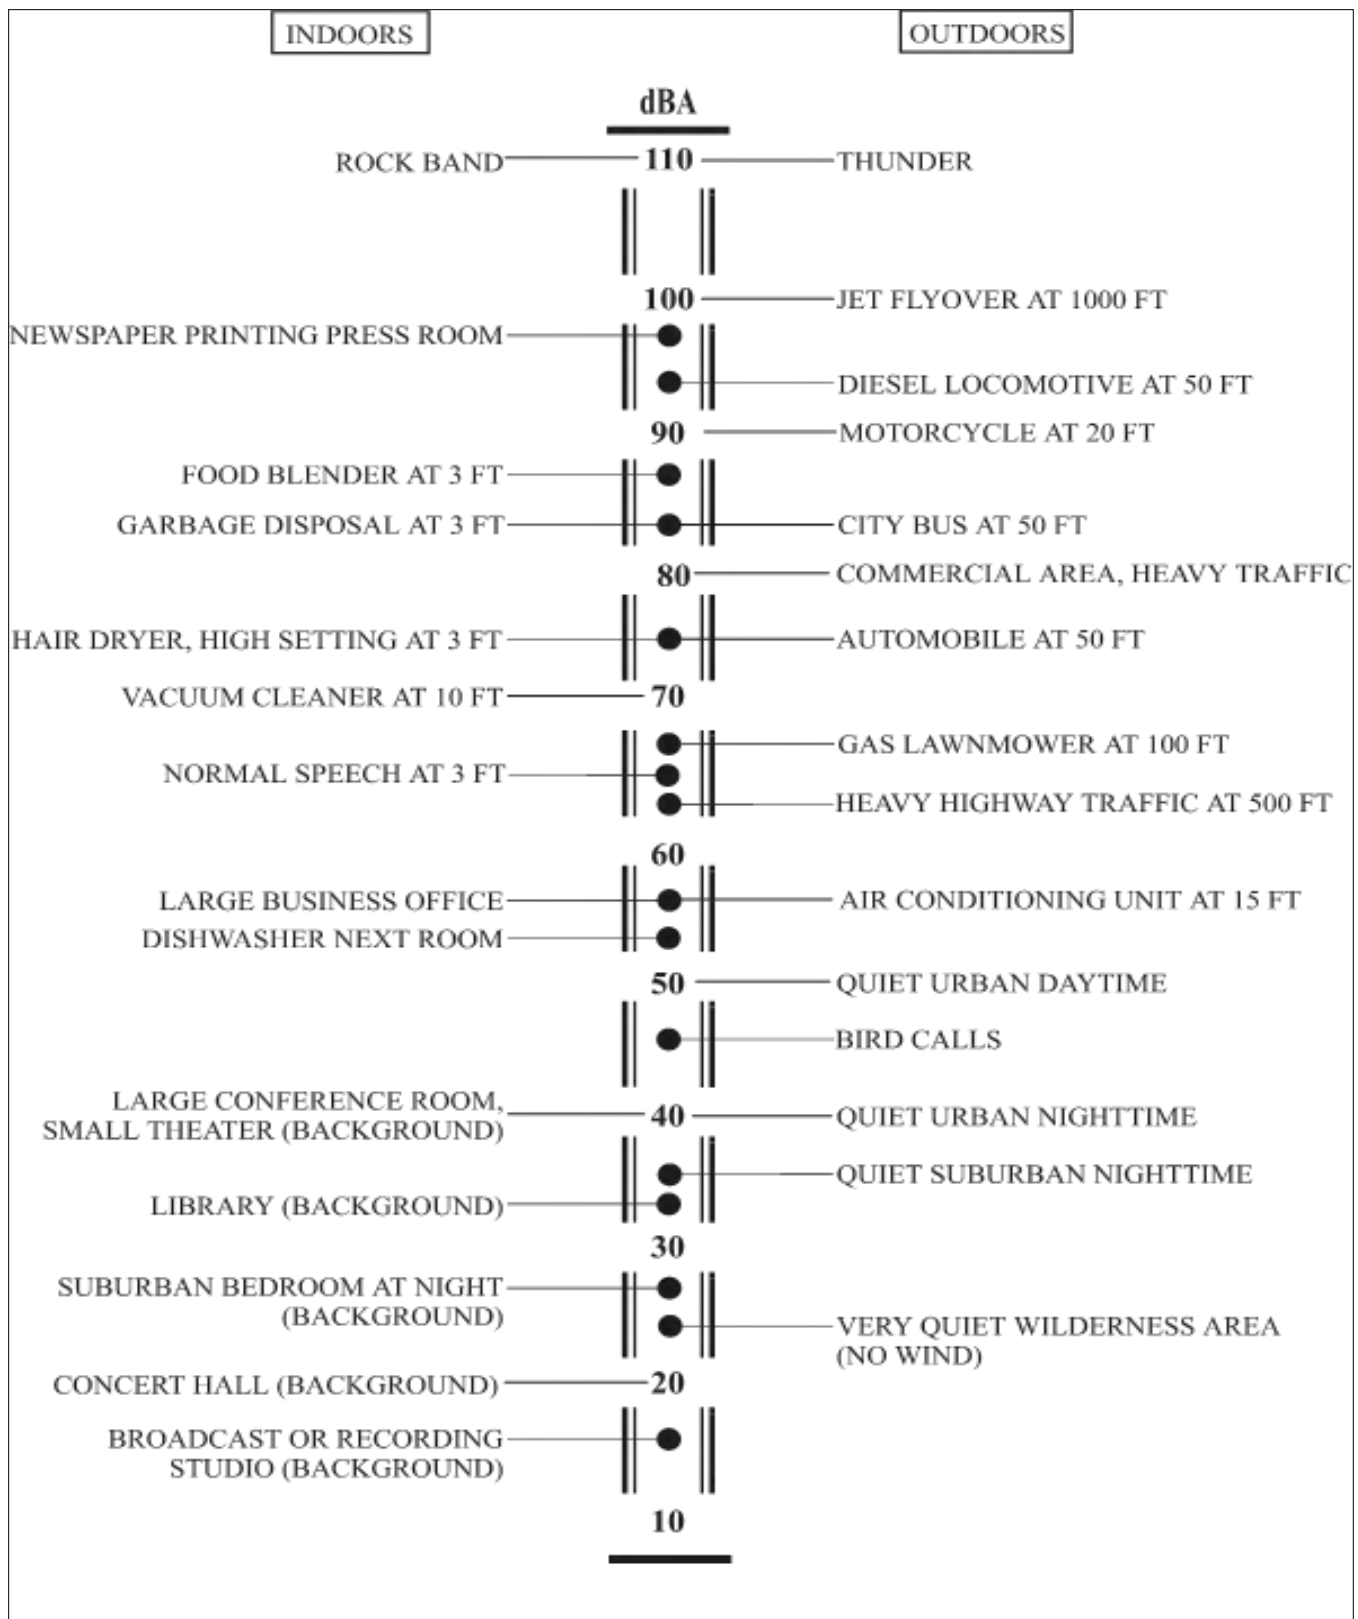 INDOORS
OUTDOORS
dBA
ROCK BAND
110
THUNDER
100
JET FLYOVER AT 1000 FT
NEWSPAPER PRINTING PRESS ROOM
DIESEL LOCOMOTIVE AT 50 FT
90
MOTORCYCLE AT 20 FT
FOOD BLENDER AT 3 FT
GARBAGE DISPOSAL AT 3 FT
CITY BUS AT 50 FT
80
COMMERCIAL AREA, HEAVY TRAFFIC
HAIR DRYER, HIGH SETTING AT 3 FT
AUTOMOBILE AT 50 FT
VACUUM CLEANER AT 10 FT
70
GAS LAWNMOWER AT 100 FT
NORMAL SPEECH AT 3 FT
HEAVY HIGHWAY TRAFFIC AT 500 FT
60
LARGE BUSINESS OFFICE
AIR CONDITIONING UNIT AT 15 FT
DISHWASHER NEXT ROOM
50
QUIET URBAN DAYTIME
BIRD CALLS
LARGE CONFERENCE ROOM,
SMALL THEATER (BACKGROUND)
40
QUIET URBAN NIGHTTIME
QUIET SUBURBAN NIGHTTIME
LIBRARY (BACKGROUND)
30
SUBURBAN BEDROOM AT NIGHT
(BACKGROUND)
VERY QUIET WILDERNESS AREA
(NO WIND)
CONCERT HALL (BACKGROUND)
20
BROADCAST OR RECORDING
STUDIO (BACKGROUND)
10